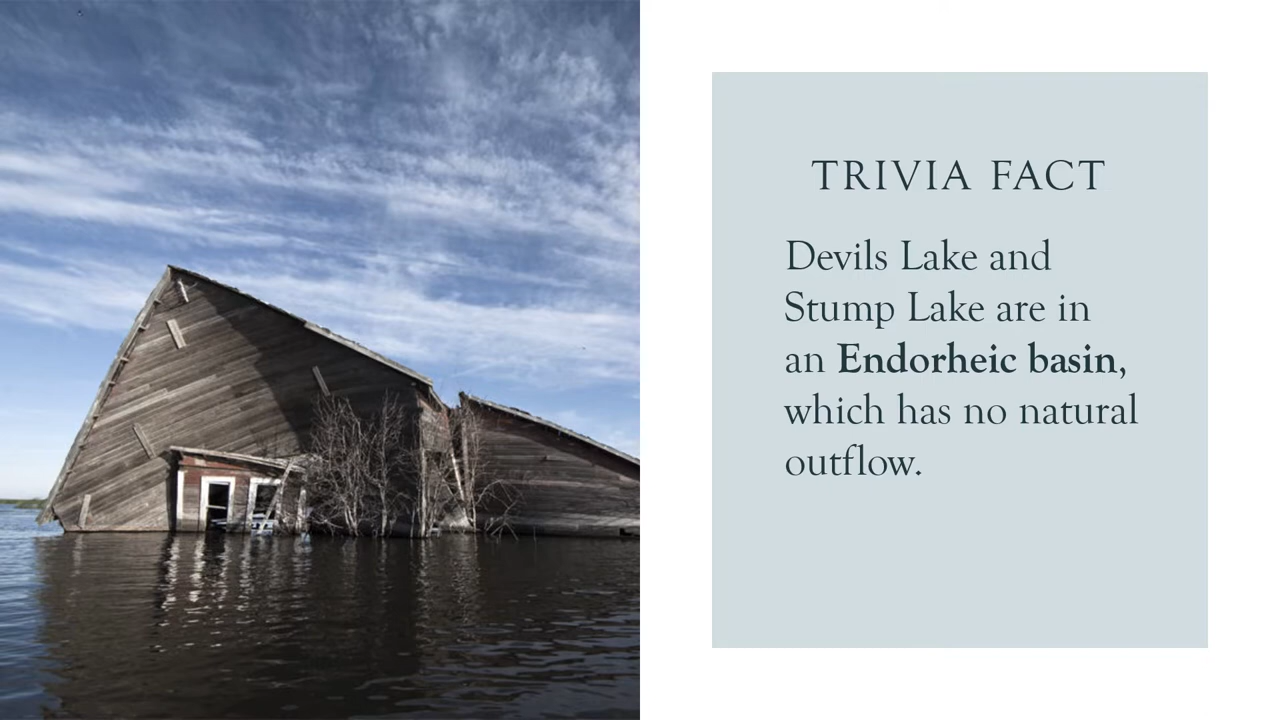 TRIVIA FACT
Devils Lake and
Stump Lake are in
an Endorheic basin,
which has no natural
outflow.